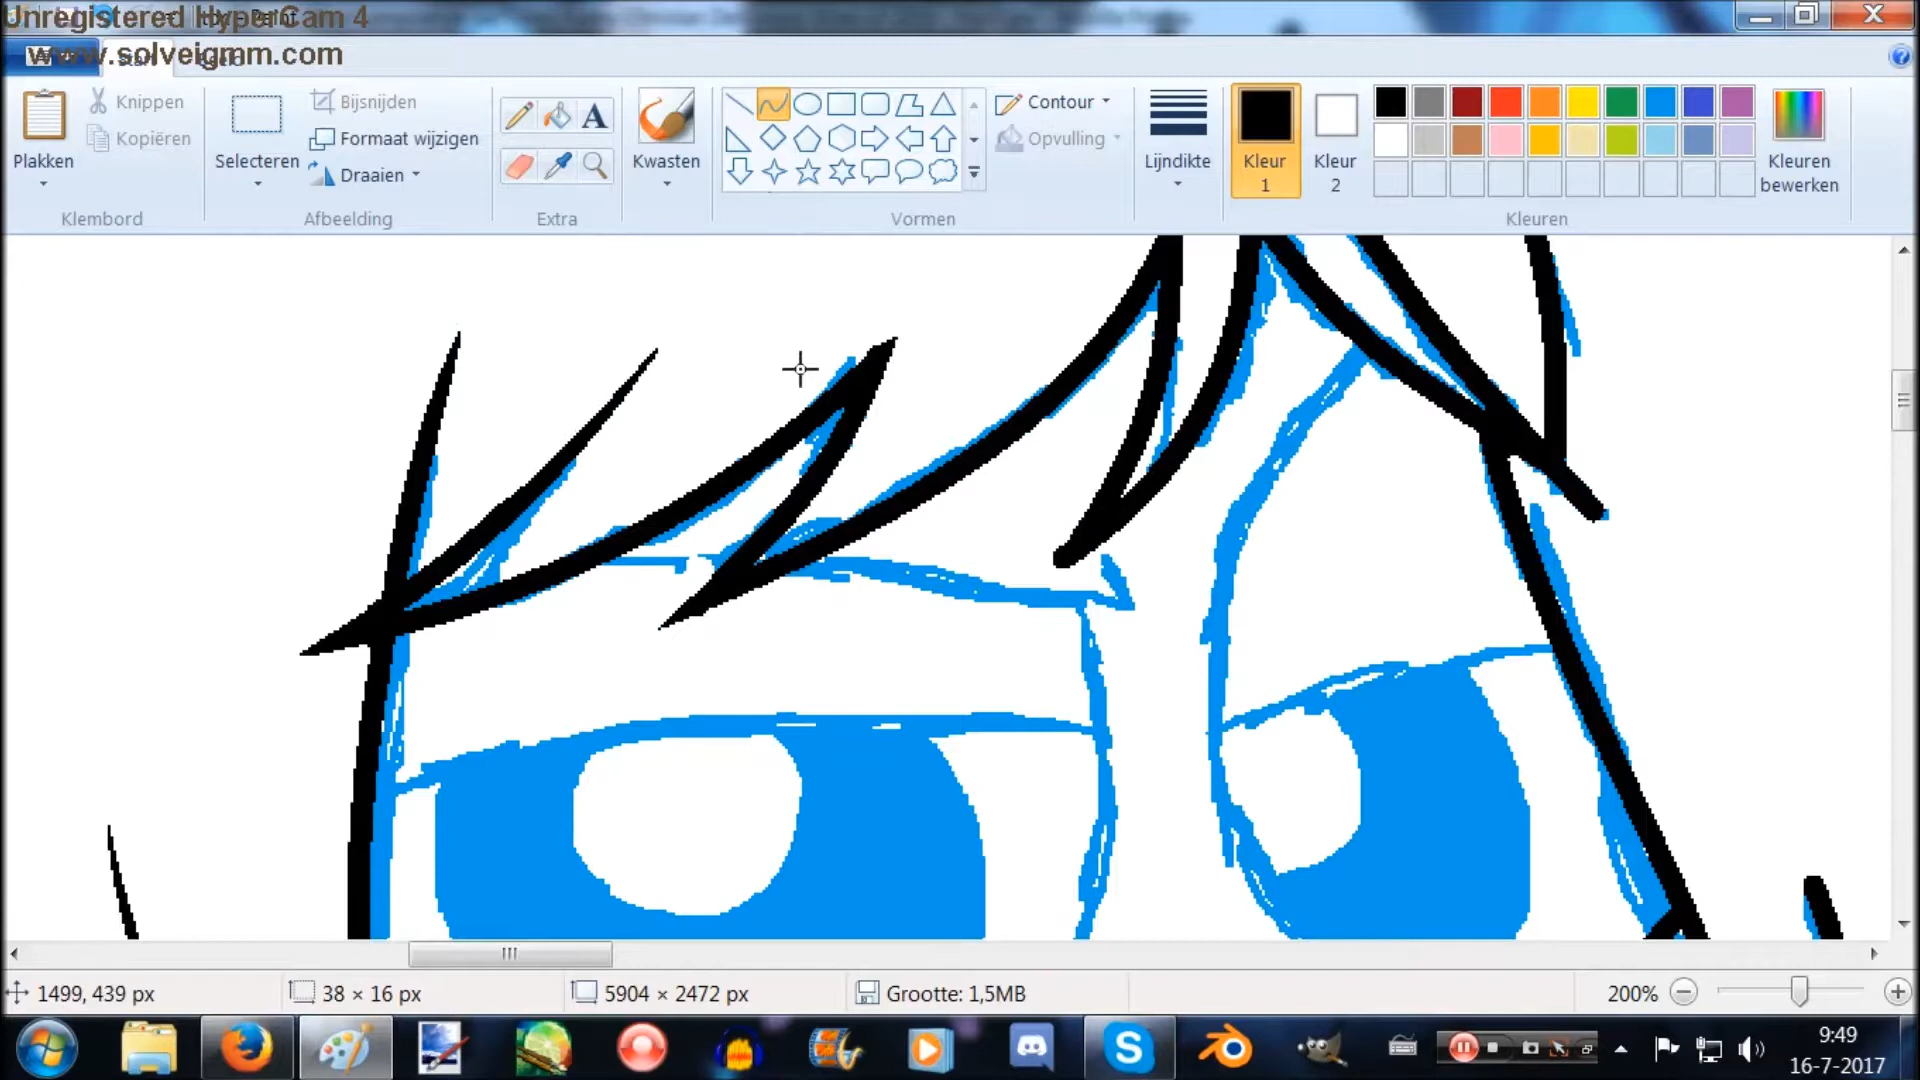 Unregistered HyperCam 4
www.solveigmm.com
Plakken
Knippen
Kopiëren
Klembord
Selecteren
Bijsnijden
Formaat wijzigen
Draaien
Afbeelding
A
Extra
Kwasten
Contour
Opvulling
Vormen
Lijndikte
Kleur
1
Kleur
2
Kleuren
bewerken
Kleuren
1499, 439 px
38 × 16 px
5904 × 2472 px
Grootte: 1,5MB
200%
9:49
16-7-2017